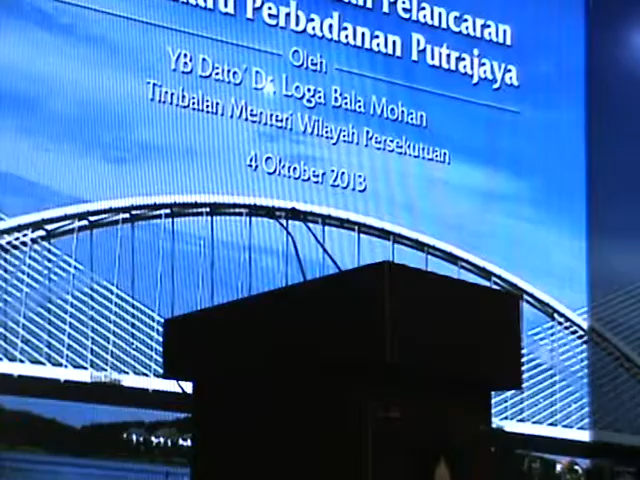 Pelancaran
Perbadanan Putrajaya
Oleh
YB Dato' Dr Loga Bala Mohan
Timbalan Menteri Wilayah Persekutuan
4 Oktober 2013